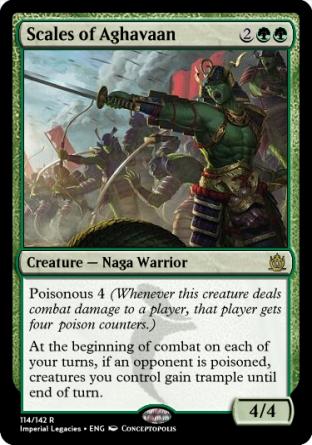 Scales of Aghavaan 2
Creature — Naga Warrior
Poisonous 4 (Whenever this creature deals
combat damage to a player, that player gets
four poison counters.)
At the beginning of combat on each of
your turns, if an opponent is poisoned,
creatures you control gain trample until
end of turn.
4/4
114/142 R
Imperial Legacies • ENG Conceptopolis